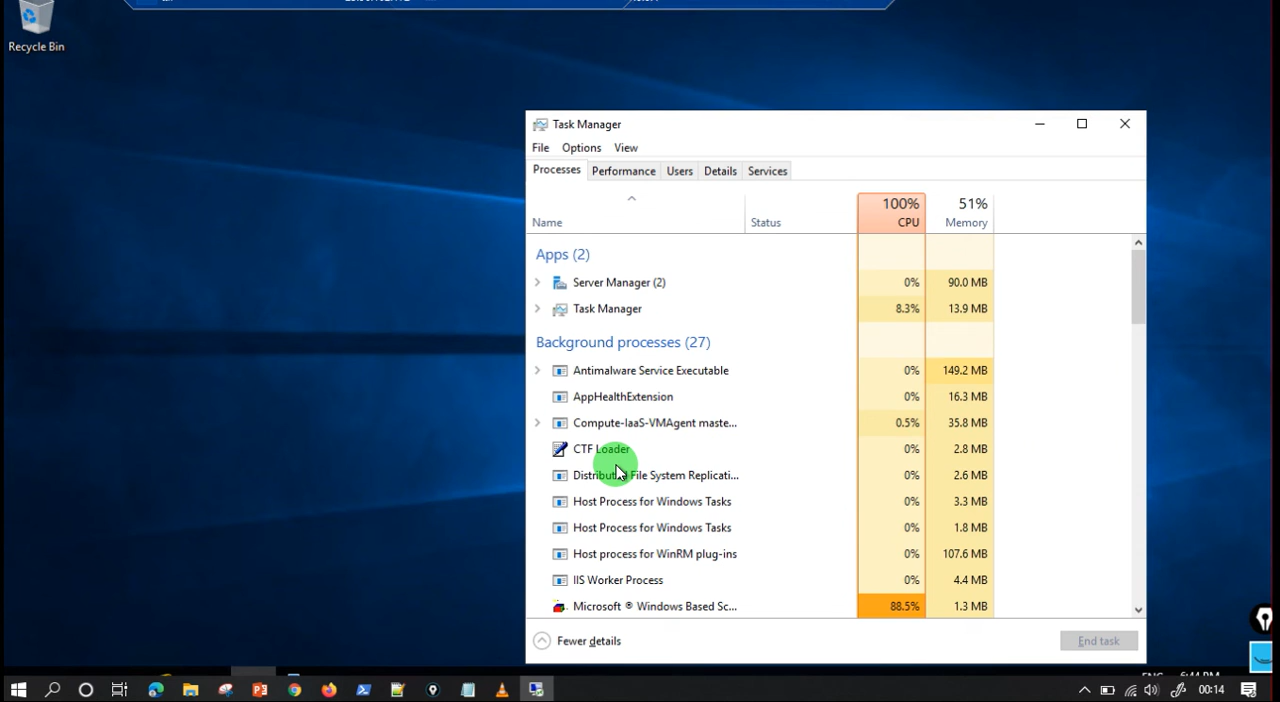 Recycle Bin
Task Manager
File Options View
Processes Performance Users Details Services
100% 51%
Name Status CPU Memory
Apps (2)
Server Manager (2) 0% 90.0 MB
Task Manager 8.3% 13.9 MB
Background processes (27)
Antimalware Service Executable 0% 149.2 MB
AppHealthExtension 0% 16.3 MB
Compute-IaaS-VMAgent maste... 0.5% 35.8 MB
CTF Loader 0% 2.8 MB
Distributed File System Replicati... 0% 2.6 MB
Host Process for Windows Tasks 0% 3.3 MB
Host Process for Windows Tasks 0% 1.8 MB
Host process for WinRM plug-ins 0% 107.6 MB
IIS Worker Process 0% 4.4 MB
Microsoft ® Windows Based Sc... 88.5% 1.3 MB
Fewer details End task
00:14